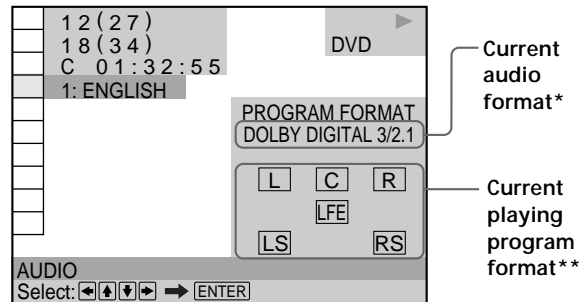 12(27)
18(34)
DVD
C 01:32:55
1: ENGLISH
PROGRAM FORMAT
DOLBY DIGITAL 3/2.1
L C R
LFE
LS RS
AUDIO
Select: ENTER
Current
audio
format*
Current
playing
program
format**